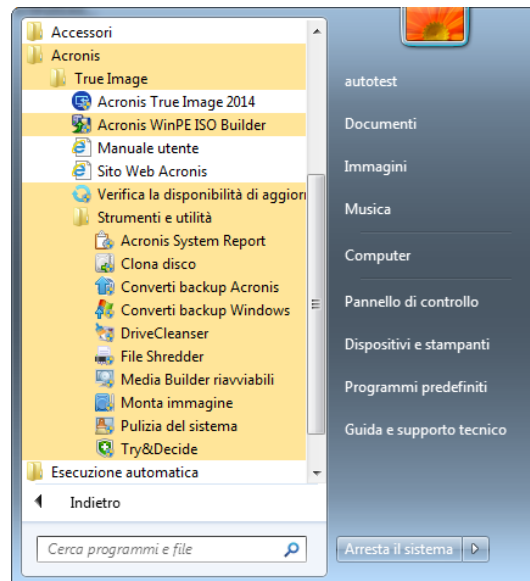 Accessori
Acronis
True Image
Acronis True Image 2014
Acronis WinPE ISO Builder
Manuale utente
Sito Web Acronis
Verifica la disponibilità di aggiorn
Strumenti e utilità
Acronis System Report
Clona disco
Converti backup Acronis
Converti backup Windows
DriveCleanser
File Shredder
Media Builder riavviabili
Monta immagine
Pulizia del sistema
Try&Decide
Esecuzione automatica
Indietro
Cerca programmi e file
autotest
Documenti
Immagini
Musica
Computer
Pannello di controllo
Dispositivi e stampanti
Programmi predefiniti
Guida e supporto tecnico
Arresta il sistema